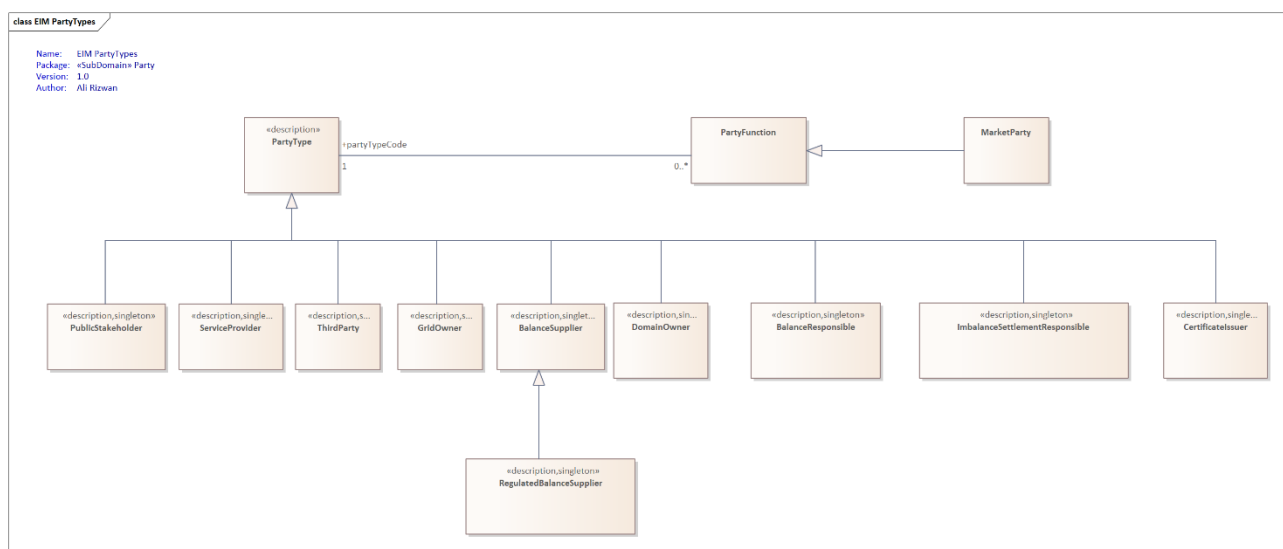 class EIM PartyTypes
Name: EIM PartyTypes
Package: «SubDomain» Party
Version: 1.0
Author: Ali Rizwan
«description»
PartyType
+partyTypeCode
1
0..*
PartyFunction
MarketParty
«description,singleton»
PublicStakeholder
«description,single...
ServiceProvider
«description,s...
ThirdParty
«description,s...
GridOwner
«description,singlet...
BalanceSupplier
«description,sin...
DomainOwner
«description,singleton»
BalanceResponsible
«description,singleton»
ImbalanceSettlementResponsible
«description,single...
CertificateIssuer
«description,singleton»
RegulatedBalanceSupplier